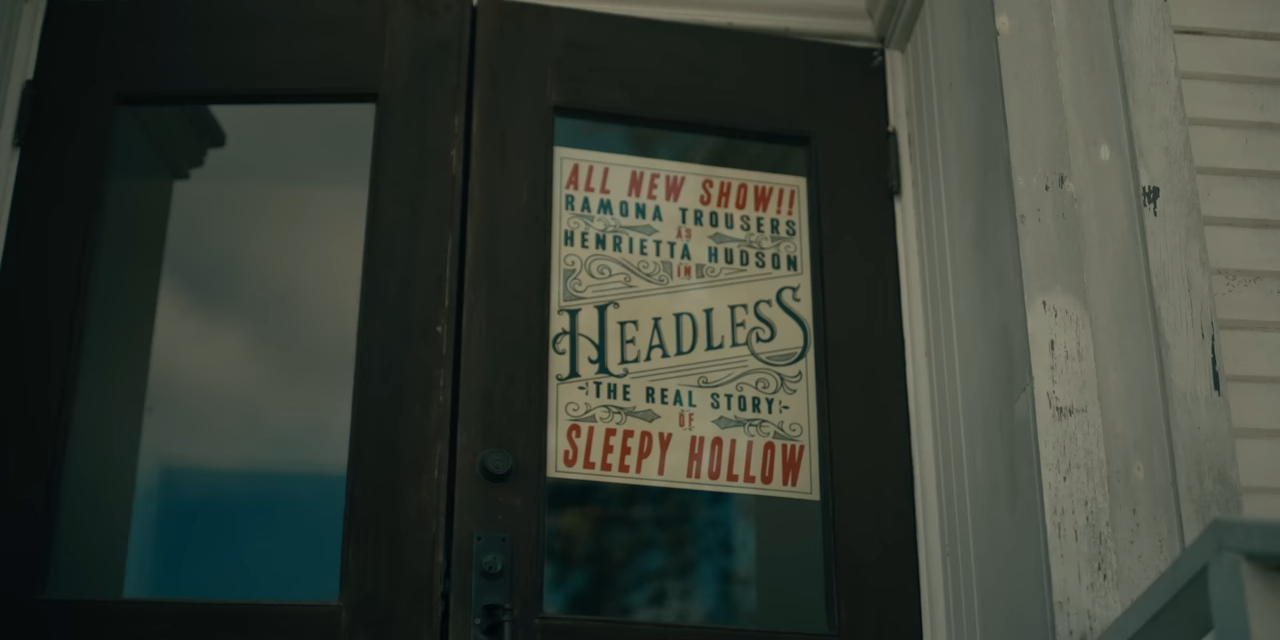 ALL NEW SHOW!!
RAMONA TROUSERS
AS
HENRIETTA HUDSON
IN
HEADLESS
THE REAL STORY
OF
SLEEPY HOLLOW